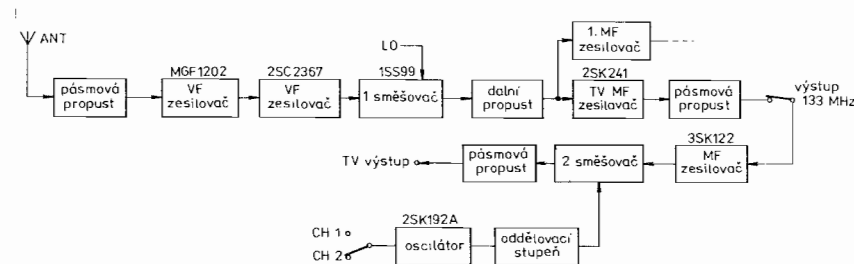 !
ANT
LO
1. MF
zesilovač
MGF1202
2SC2367
1SS99
2SK241
pásmová
propust
VF
zesilovač
VF
zesilovač
1 směšovač
dalni
propust
TV MF
zesilavač
pásmová
propust
výstup
133 MHz
3SK122
TV výstup
pásmová
propust
2 směšovač
MF
zesilovač
2SK192A
CH 1
CH 2
oscilátor
oddělovací
stupeň